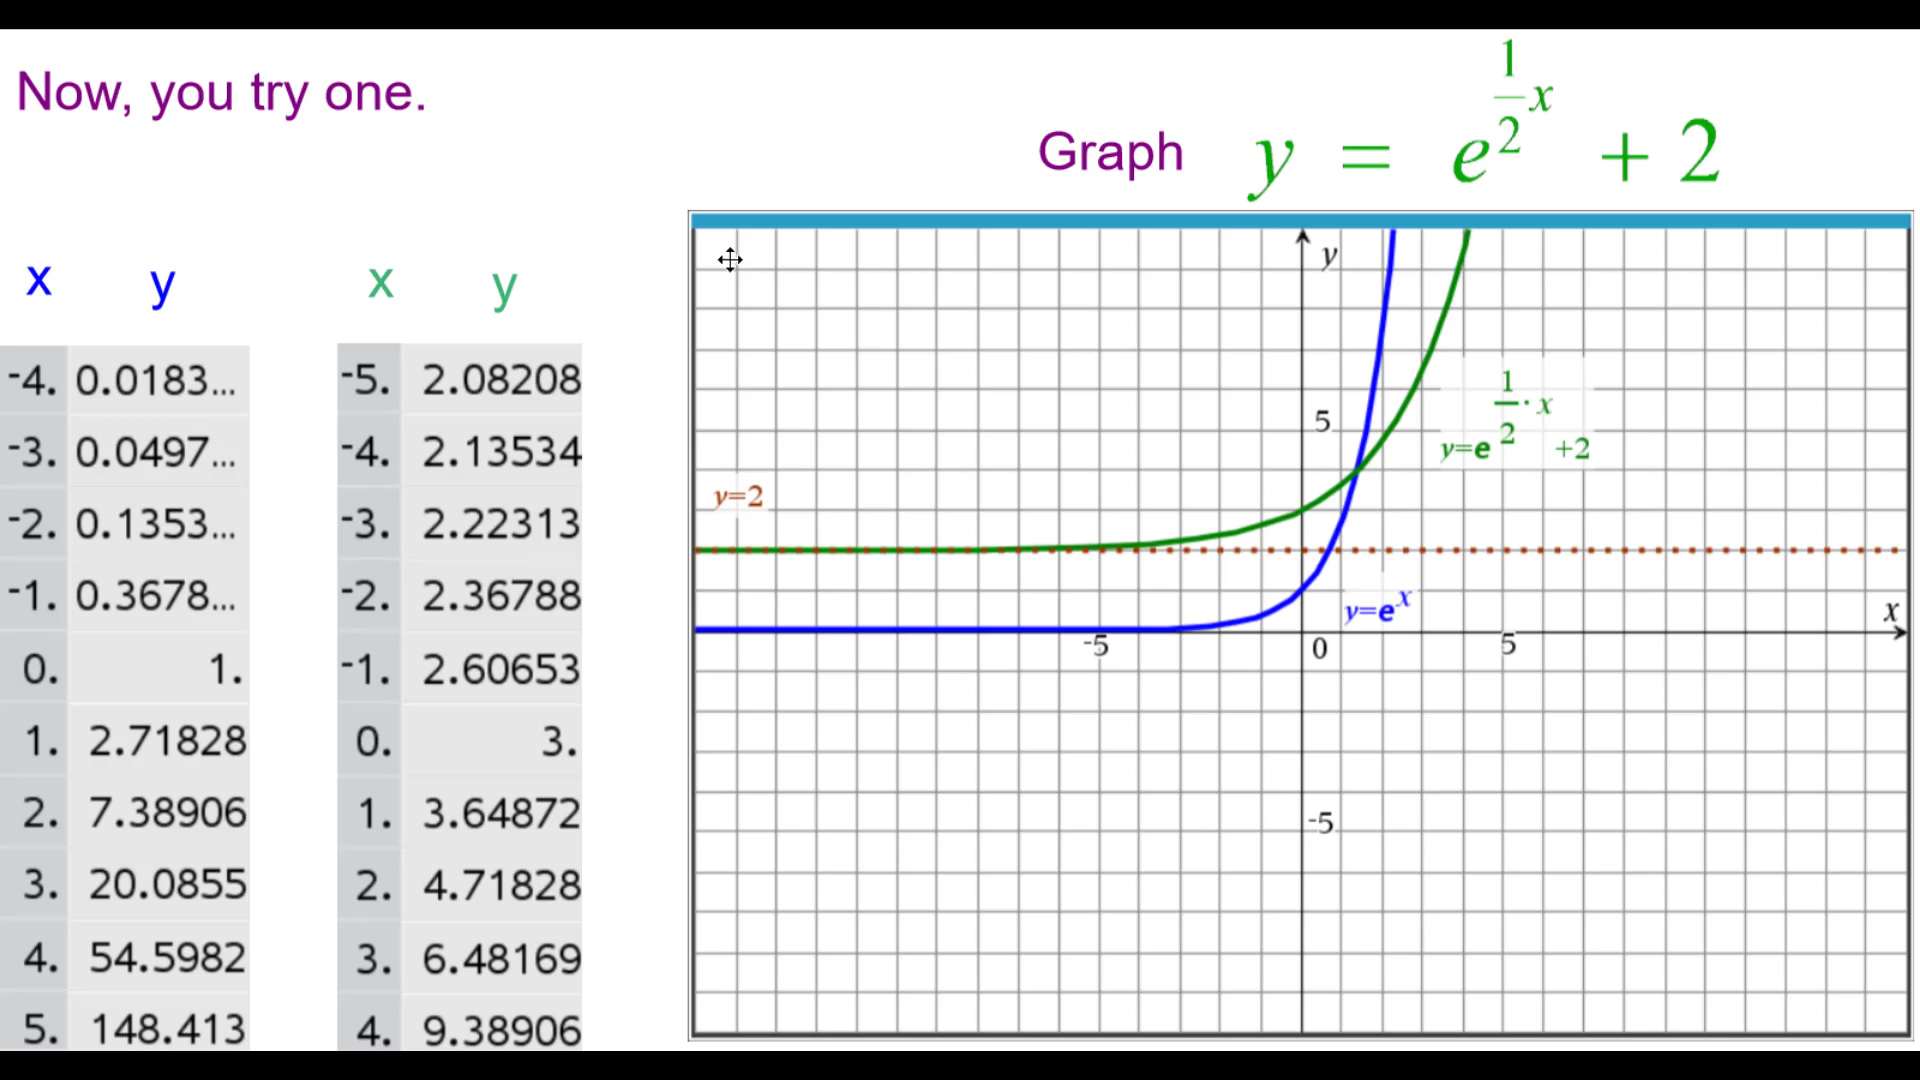 Now, you try one.
Graph y = e^{\frac{1}{2}x} + 2
x y
-4. 0.0183...
-3. 0.0497...
-2. 0.1353...
-1. 0.3678...
0. 1.
1. 2.71828
2. 7.38906
3. 20.0855
4. 54.5982
5. 148.413
x y
-5. 2.08208
-4. 2.13534
-3. 2.22313
-2. 2.36788
-1. 2.60653
0. 3.
1. 3.64872
2. 4.71828
3. 6.48169
4. 9.38906
y
5
y=e^{\frac{1}{2}·x}+2
y=2
y=e^x
x
-5 0 5
-5